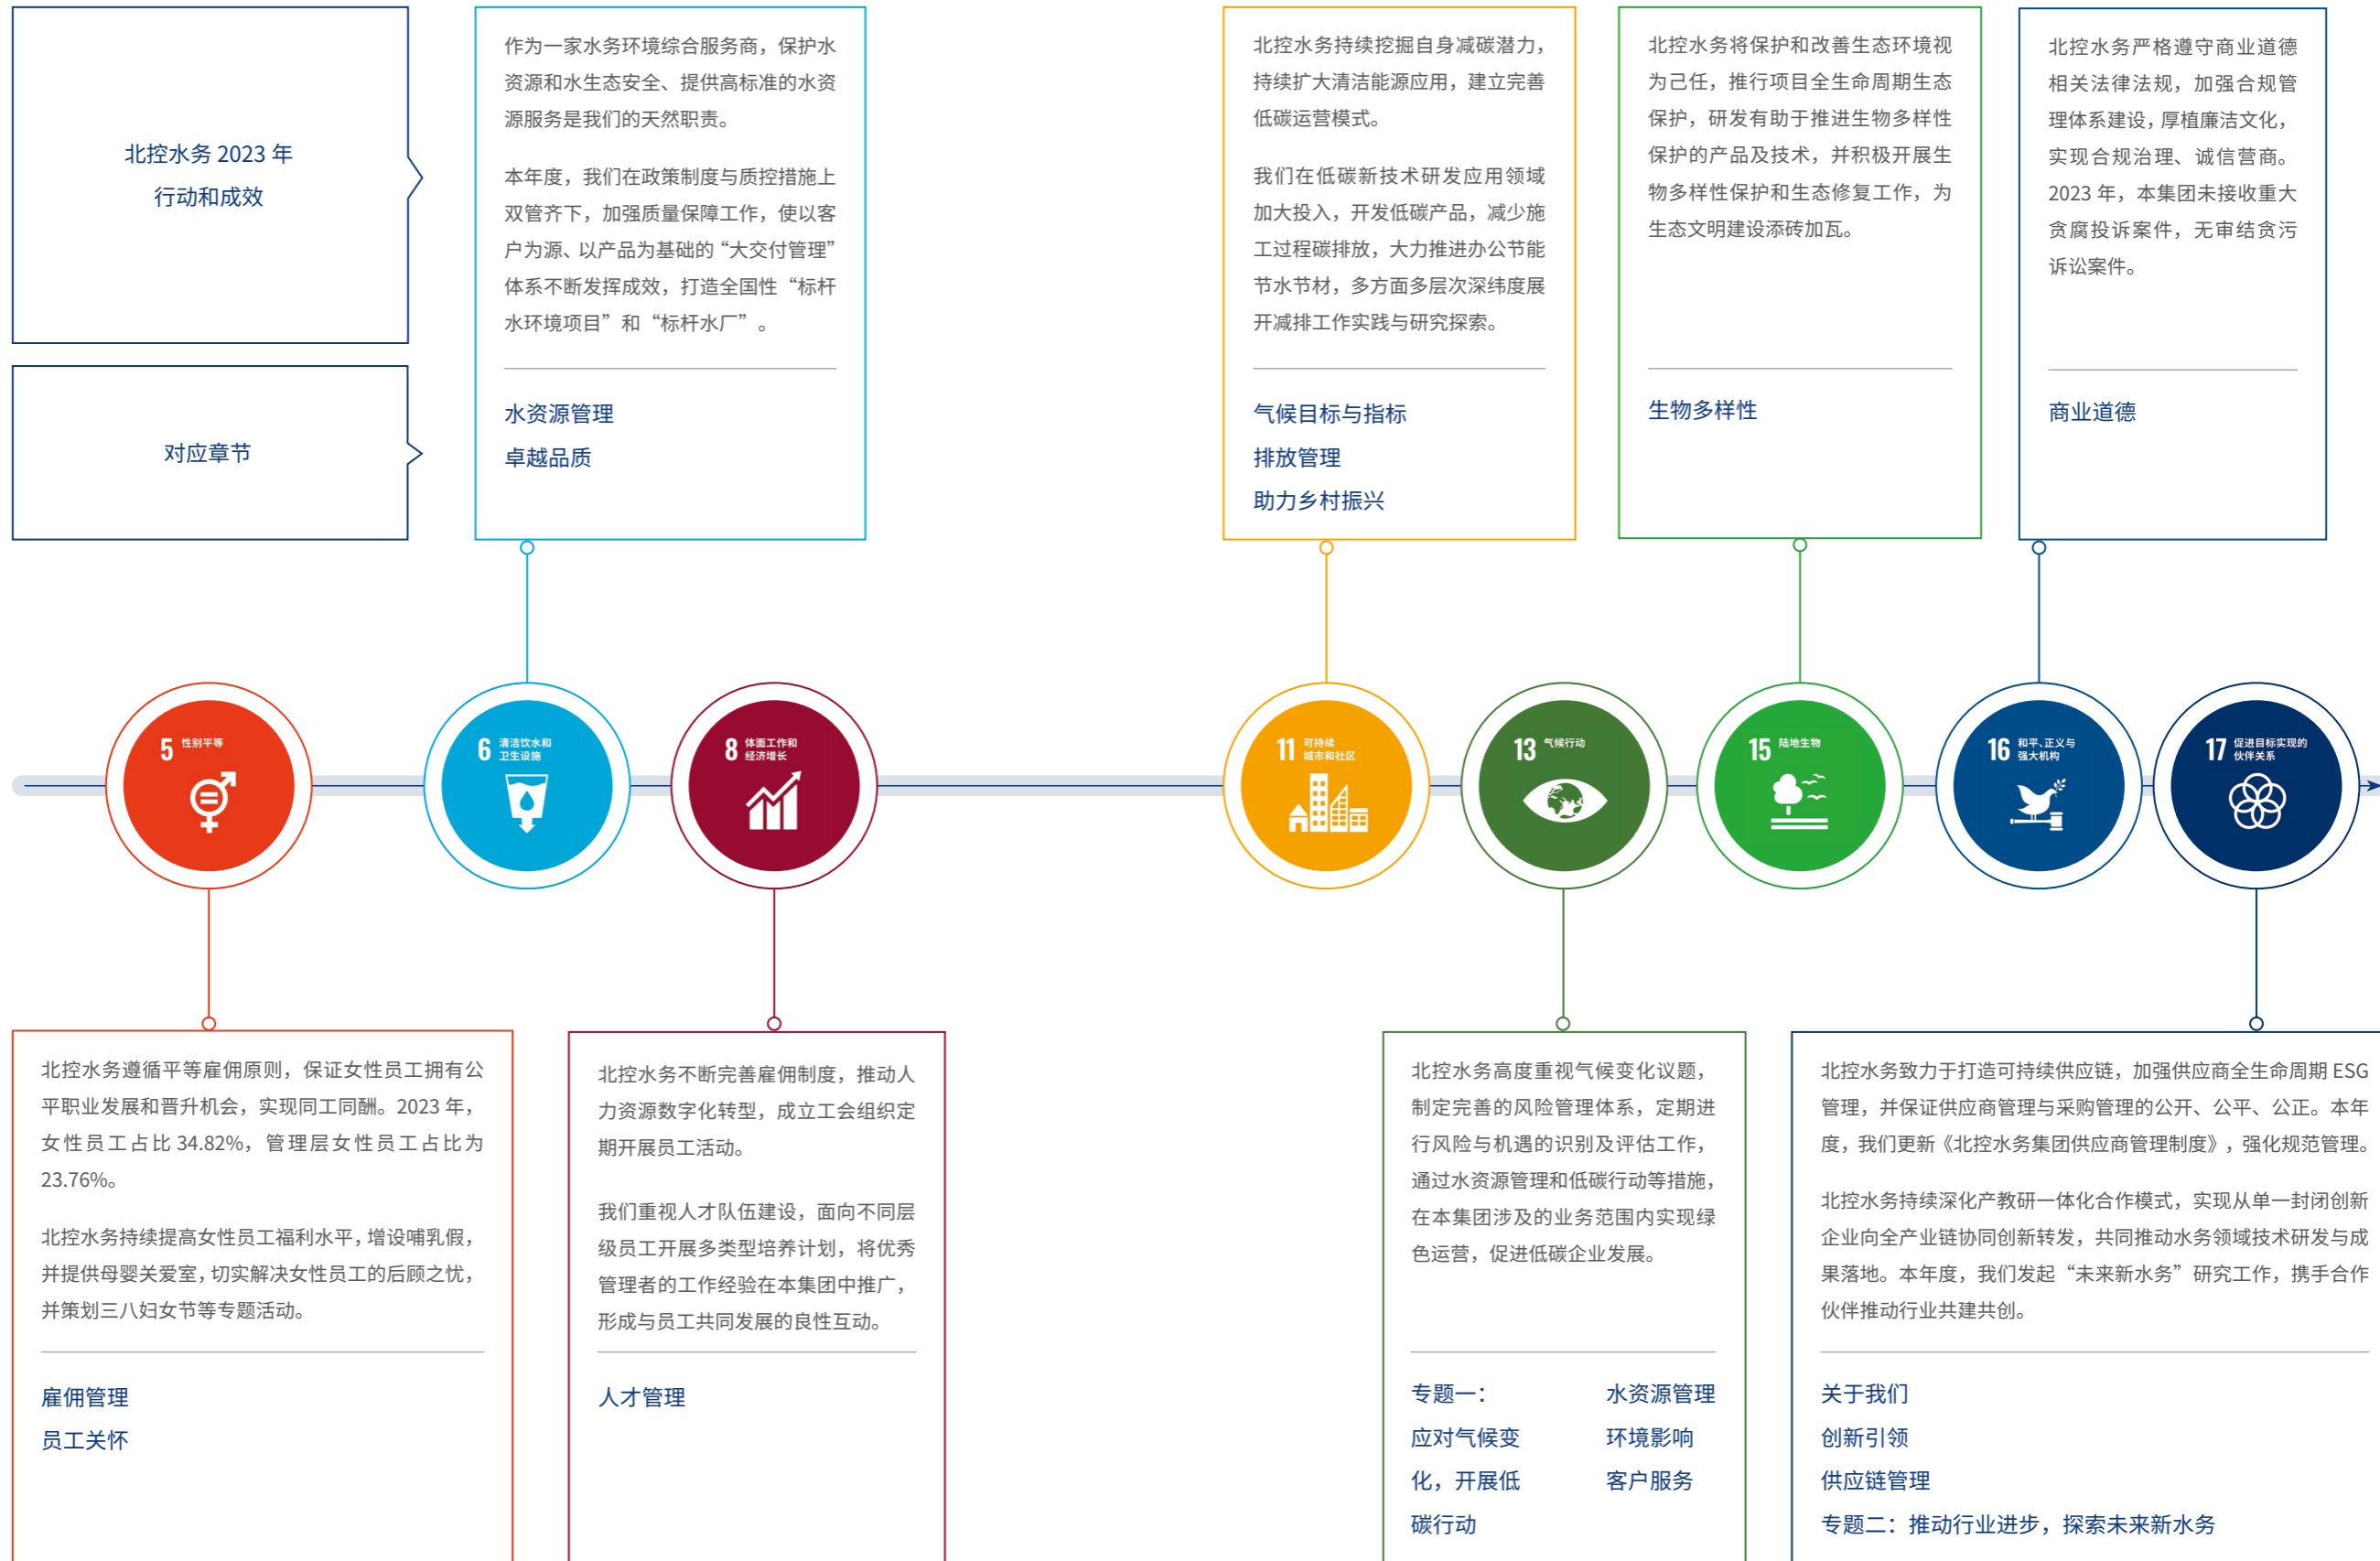 北控水务 2023 年
行动和成效
对应章节
作为一家水务环境综合服务商，保护水
资源和水生态安全、提供高标准的水资
源服务是我们的天然职责。
本年度，我们在政策制度与质控措施上
双管齐下，加强质量保障工作，使以客
户为源、以产品为基础的“大交付管理”
体系不断发挥成效，打造全国性“标杆
水环境项目”和“标杆水厂”。
水资源管理
卓越品质
北控水务持续挖掘自身减碳潜力，
持续扩大清洁能源应用，建立完善
低碳运营模式。
我们在低碳新技术研发应用领域
加大投入，开发低碳产品，减少施
工过程碳排放，大力推进办公节能
节水节材，多方面多层次深纬度展
开减排工作实践与研究探索。
气候目标与指标
排放管理
助力乡村振兴
北控水务将保护和改善生态环境视
为己任，推行项目全生命周期生态
保护，研发有助于推进生物多样性
保护的产品及技术，并积极开展生
物多样性保护和生态修复工作，为
生态文明建设添砖加瓦。
生物多样性
北控水务严格遵守商业道德
相关法律法规，加强合规管
理体系建设，厚植廉洁文化，
实现合规治理、诚信营商。
2023 年，本集团未接收重大
贪腐投诉案件，无审结贪污
诉讼案件。
商业道德
5 性别平等
6 清洁饮水和
卫生设施
8 体面工作和
经济增长
11 可持续
城市和社区
13 气候行动
15 陆地生物
16 和平、正义与
强大机构
17 促进目标实现的
伙伴关系
北控水务遵循平等雇佣原则，保证女性员工拥有公
平职业发展和晋升机会，实现同工同酬。2023 年，
女性员工占比 34.82%，管理层女性员工占比为
23.76%。
北控水务持续提高女性员工福利水平，增设哺乳假，
并提供母婴关爱室，切实解决女性员工的后顾之忧，
并策划三八妇女节等专题活动。
雇佣管理
员工关怀
北控水务不断完善雇佣制度，推动人
力资源数字化转型，成立工会组织定
期开展员工活动。
我们重视人才队伍建设，面向不同层
级员工开展多类型培养计划，将优秀
管理者的工作经验在本集团中推广，
形成与员工共同发展的良性互动。
人才管理
北控水务高度重视气候变化议题，
制定完善的风险管理体系，定期进
行风险与机遇的识别及评估工作，
通过水资源管理和低碳行动等措施，
在本集团涉及的业务范围内实现绿
色运营，促进低碳企业发展。
专题一：
应对气候变
化，开展低
碳行动
水资源管理
环境影响
客户服务
北控水务致力于打造可持续供应链，加强供应商全生命周期 ESG
管理，并保证供应商管理与采购管理的公开、公平、公正。本年
度，我们更新《北控水务集团供应商管理制度》，强化规范管理。
北控水务持续深化产教研一体化合作模式，实现从单一封闭创新
企业向全产业链协同创新转发，共同推动水务领域技术研发与成
果落地。本年度，我们发起“未来新水务”研究工作，携手合作
伙伴推动行业共建共创。
关于我们
创新引领
供应链管理
专题二：推动行业进步，探索未来新水务